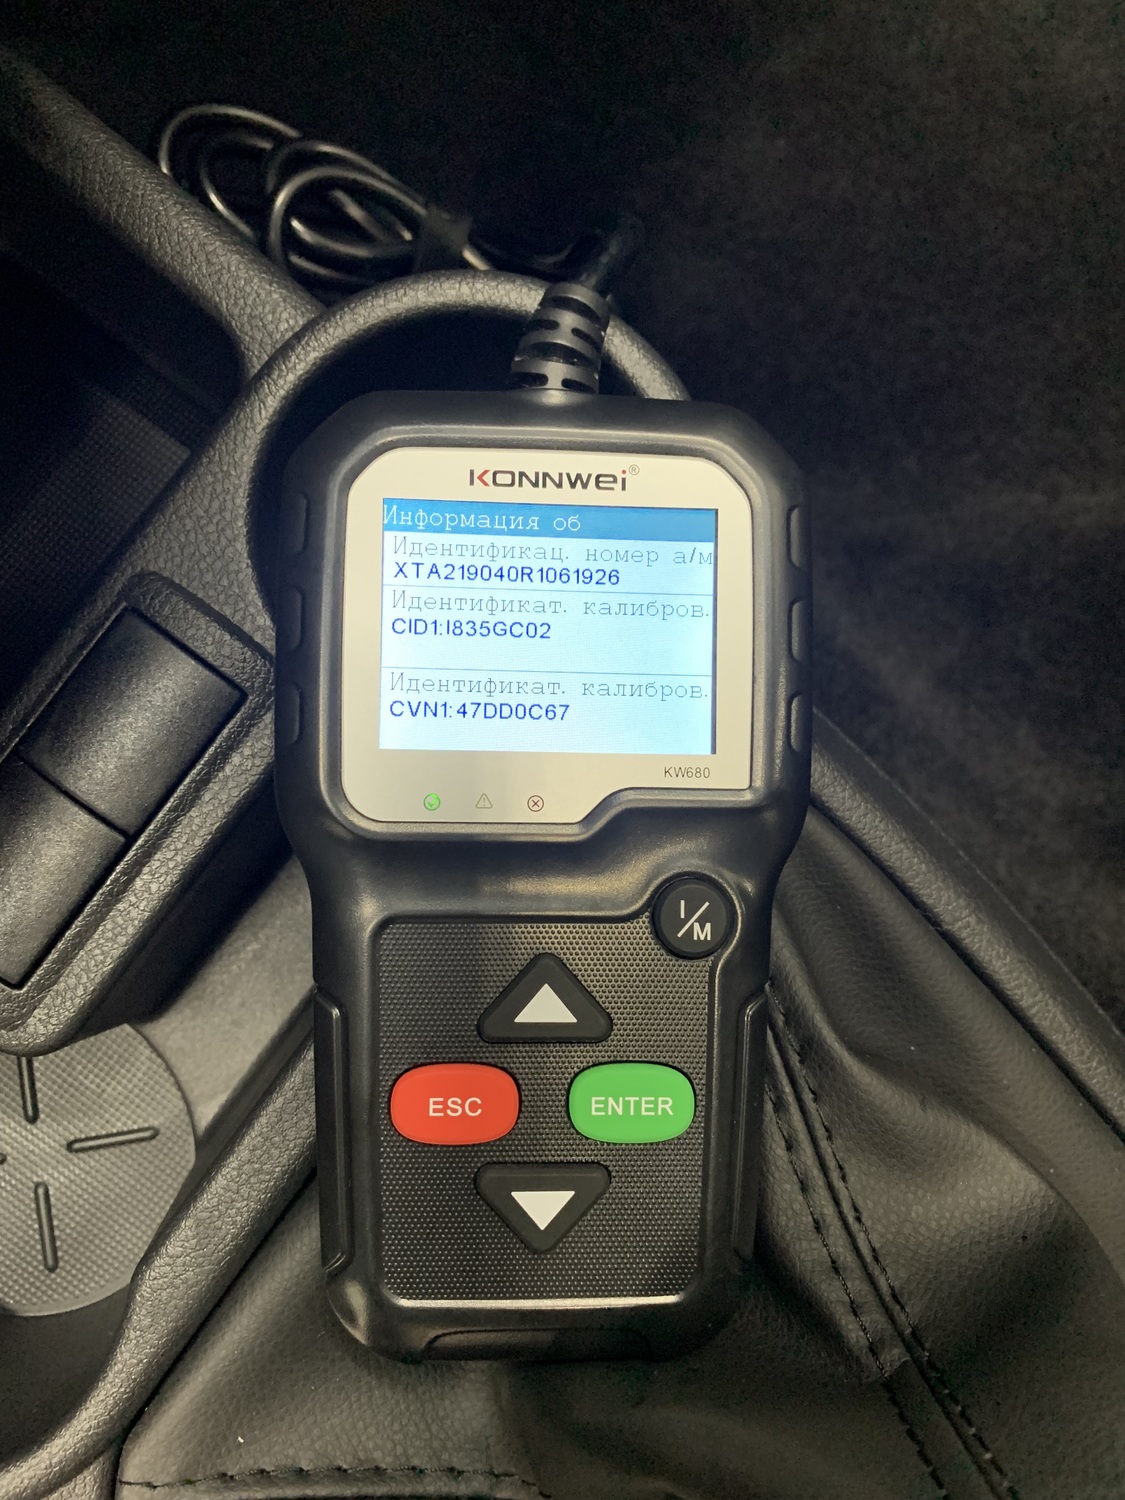 KONNWEI®
Информация об
Идентификац. номер а/м
XTA219040R1061926
Идентификат. калибров.
CID1:I835GC02
Идентификат. калибров.
CVN1:47DD0C67
KW680
I/M
ESC
ENTER